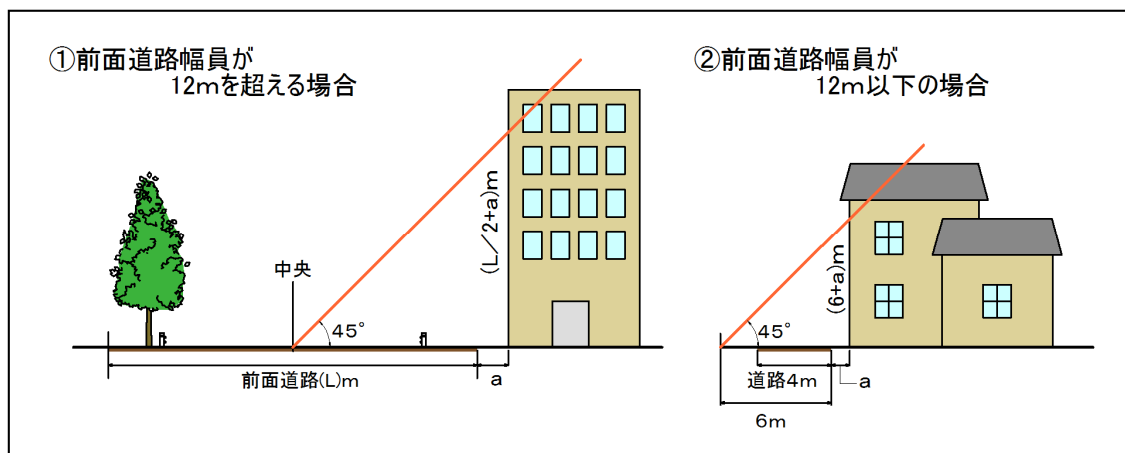 ①前面道路幅員が
12mを超える場合
(L／2+a)m
中央
45°
前面道路(L)m
a
②前面道路幅員が
12m以下の場合
(6+a)m
45°
道路4m
a
6m